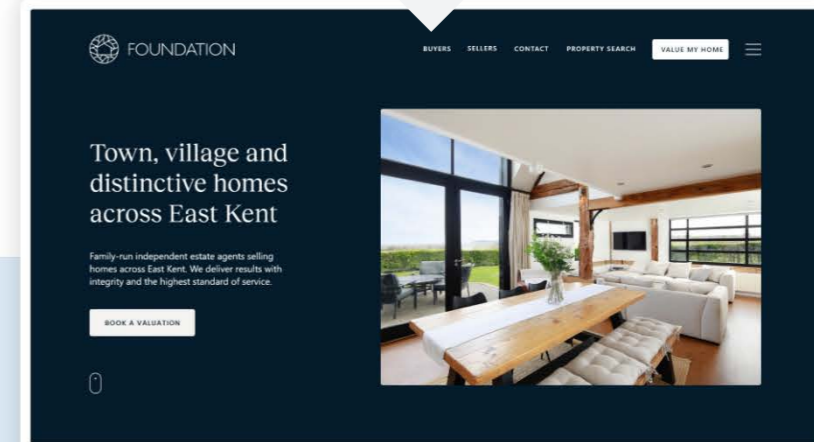 FOUNDATION
BUYERS SELLERS CONTACT PROPERTY SEARCH VALUE MY HOME
Town, village and
distinctive homes
across East Kent
Family-run independent estate agents selling
homes across East Kent. We deliver results with
integrity and the highest standard of service.
BOOK A VALUATION